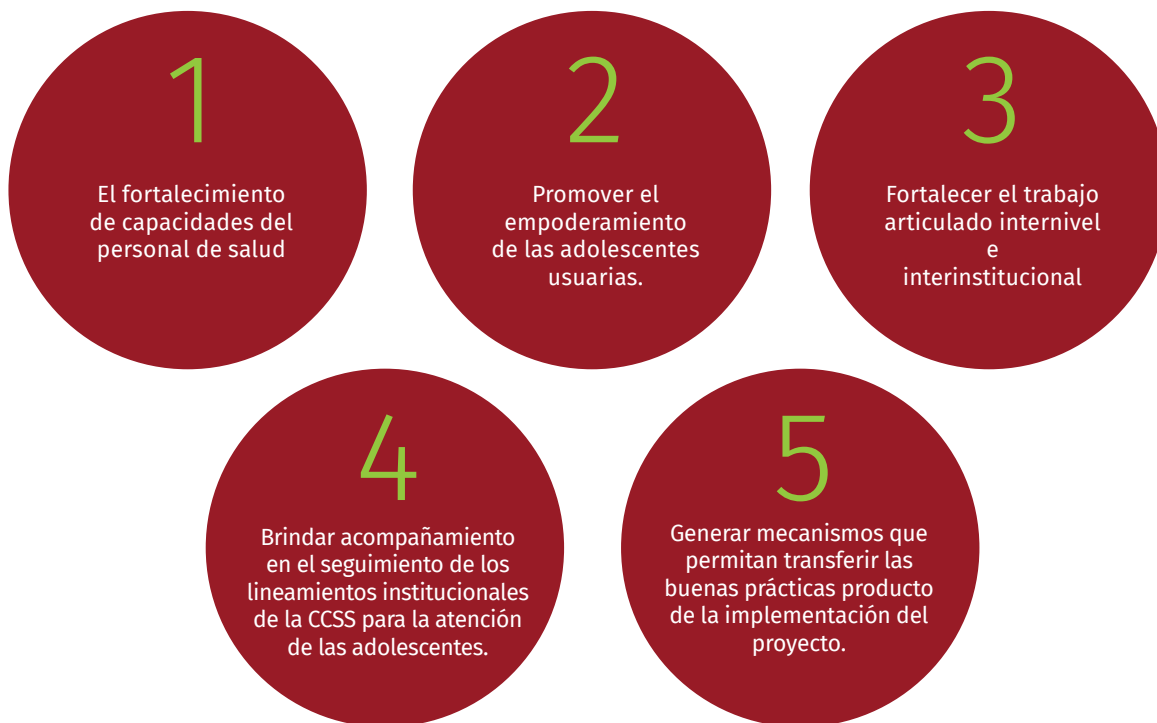 1
El fortalecimiento
de capacidades del
personal de salud
2
Promover el
empoderamiento
de las adolescentes
usuarias.
3
Fortalecer el trabajo
articulado internivel
e
interinstitucional
4
Brindar acompañamiento
en el seguimiento de los
lineamientos institucionales
de la CCSS para la atención
de las adolescentes.
5
Generar mecanismos que
permitan transferir las
buenas prácticas producto
de la implementación del
proyecto.